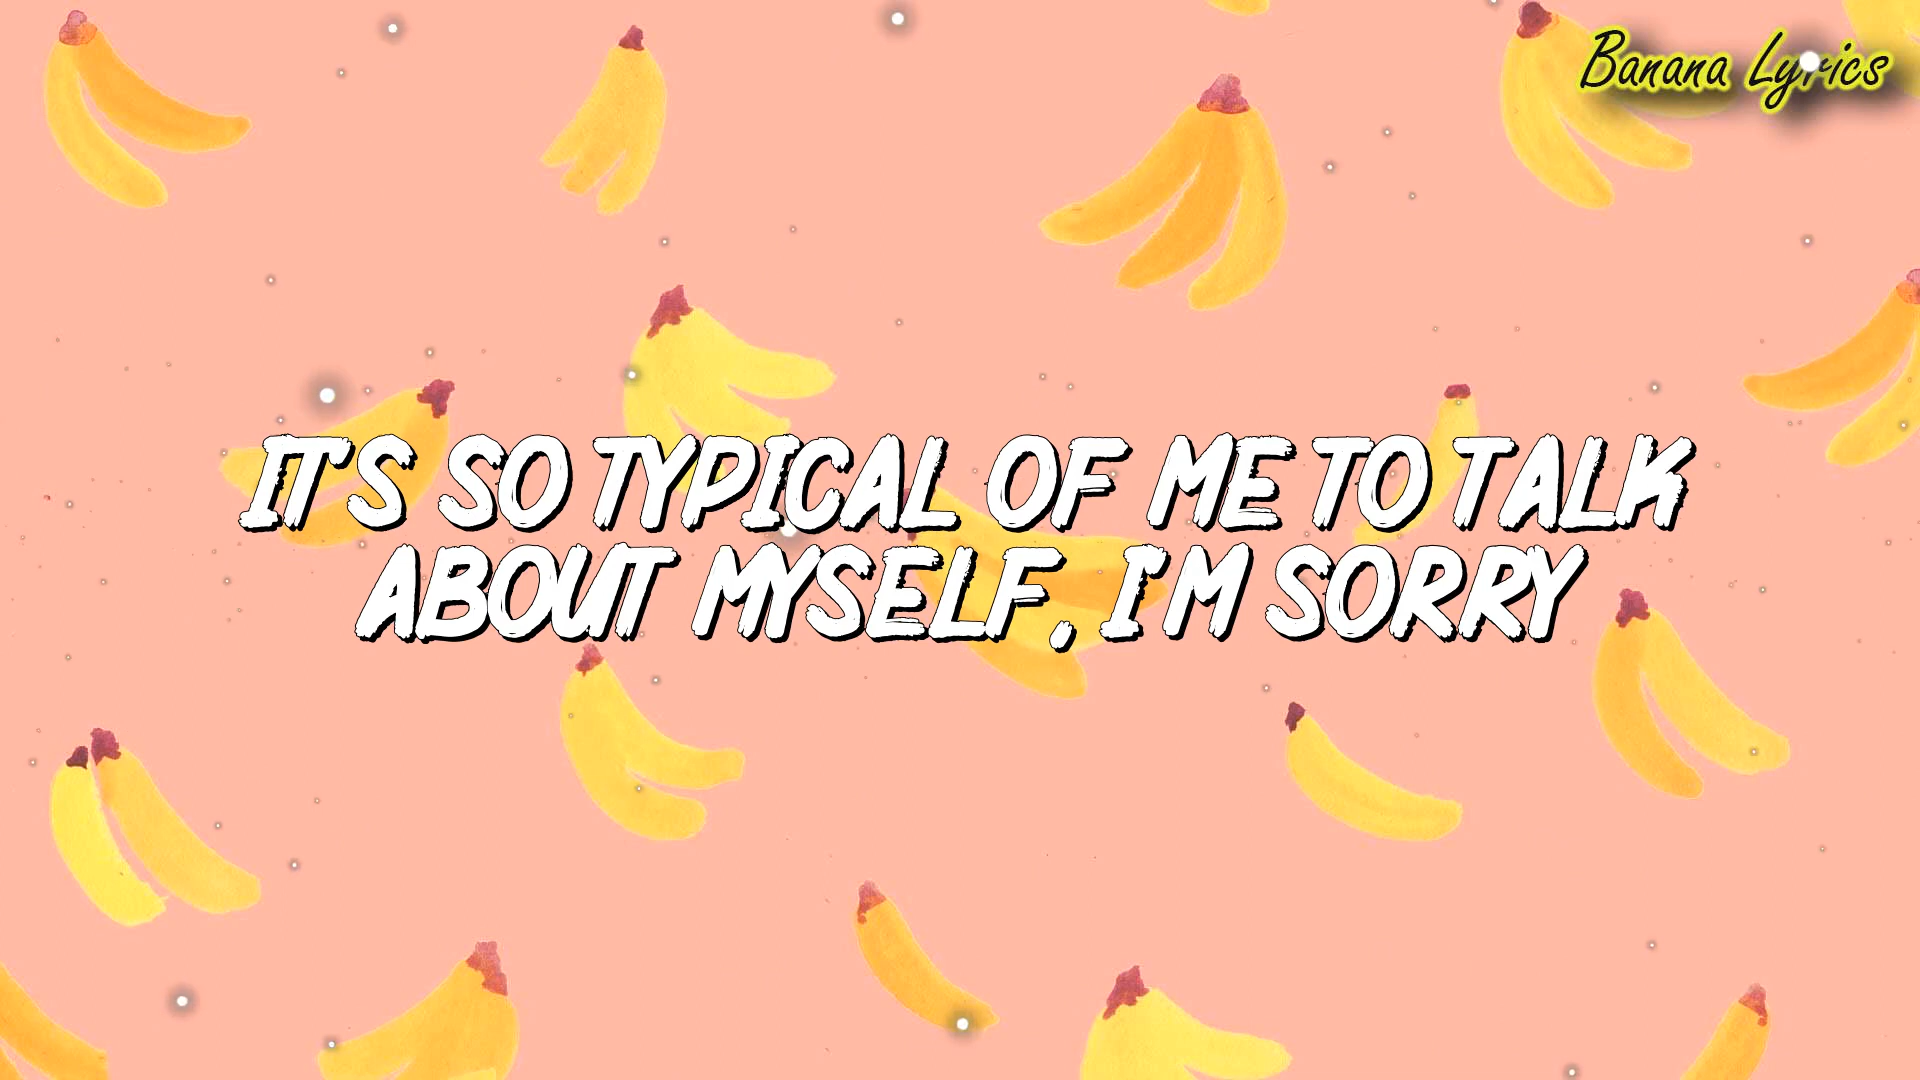 Banana Lyrics
IT'S SO TYPICAL OF ME TO TALK
ABOUT MYSELF, I'M SORRY